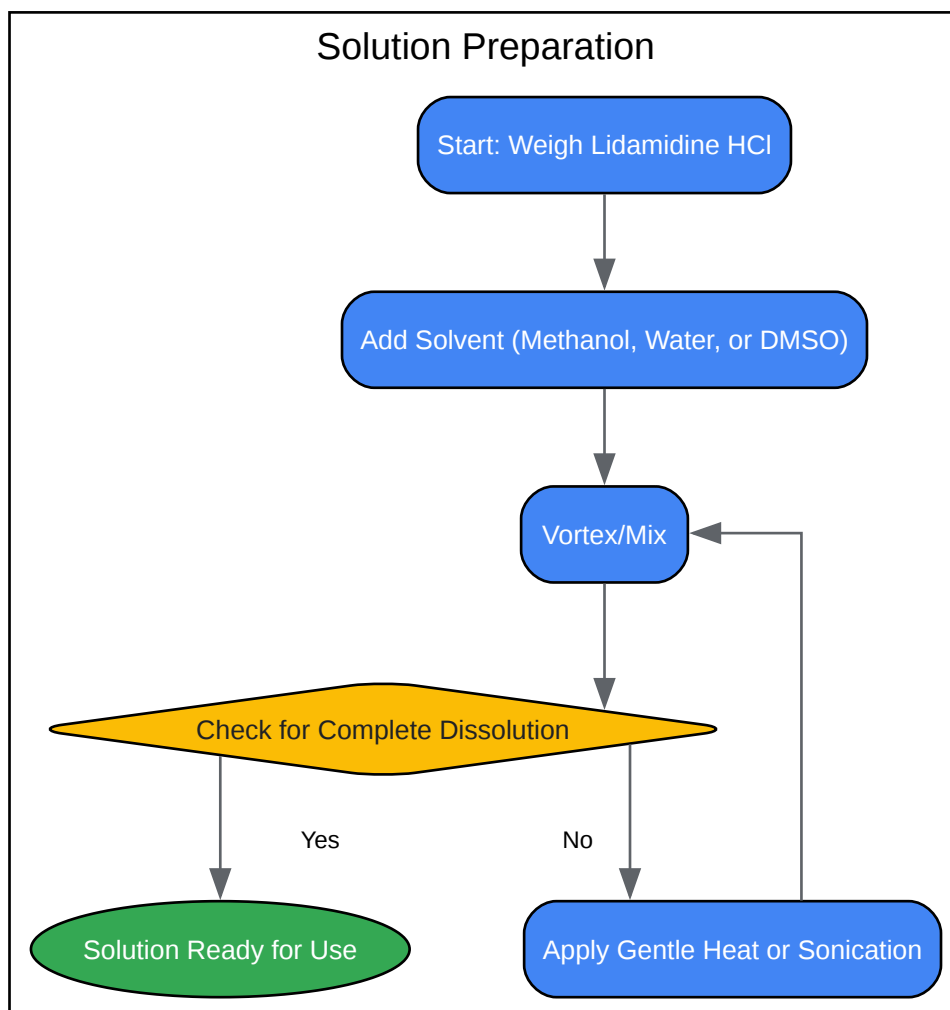 Solution Preparation
Start: Weigh Lidamidine HCl
Add Solvent (Methanol, Water, or DMSO)
Vortex/Mix
Check for Complete Dissolution
Yes
No
Solution Ready for Use
Apply Gentle Heat or Sonication